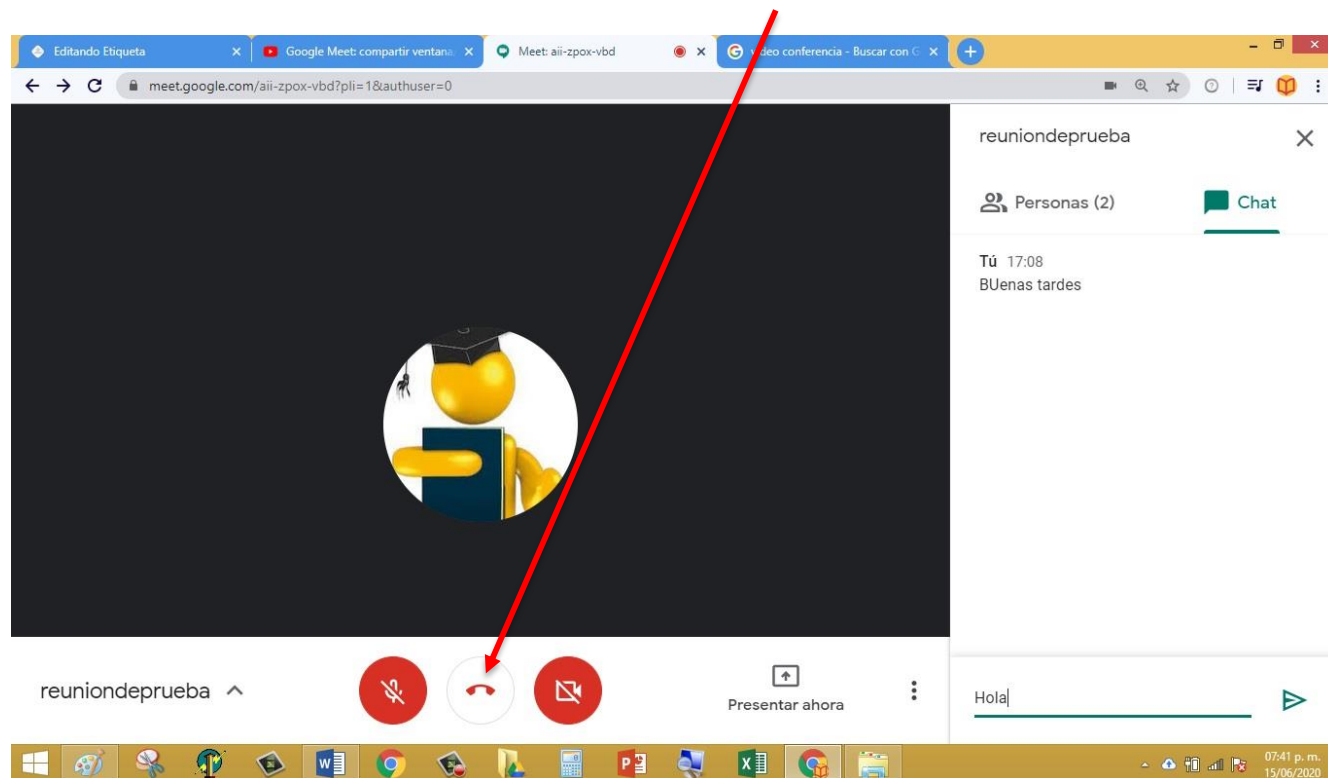 Editando Etiqueta
Google Meet: compartir ventana
Meet: aii-zpox-vbd
video conferencia - Buscar con G
meet.google.com/aii-zpox-vbd?pli=1&authuser=0
reuniondeprueba
Personas (2)
Chat
Tú 17:08
BUenas tardes
reuniondeprueba
Presentar ahora
Hola
07:41 p. m.
15/06/2020